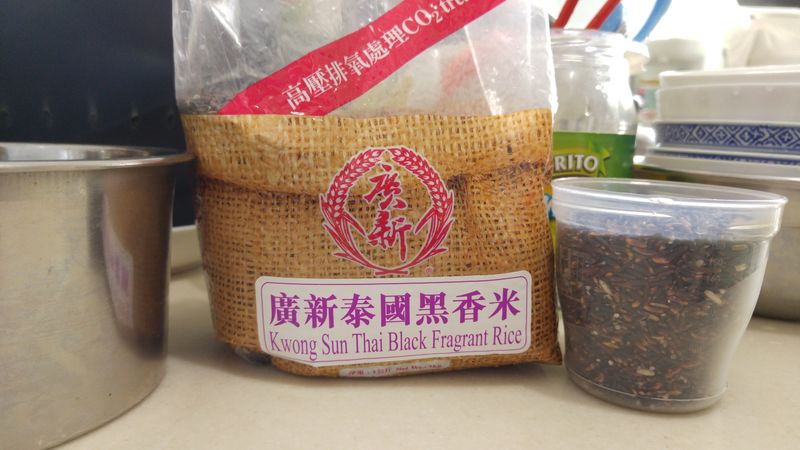 高壓排氧處理CO₂
廣
新
®
廣新泰國黑香米
Kwong Sun Thai Black Fragrant Rice
RITO